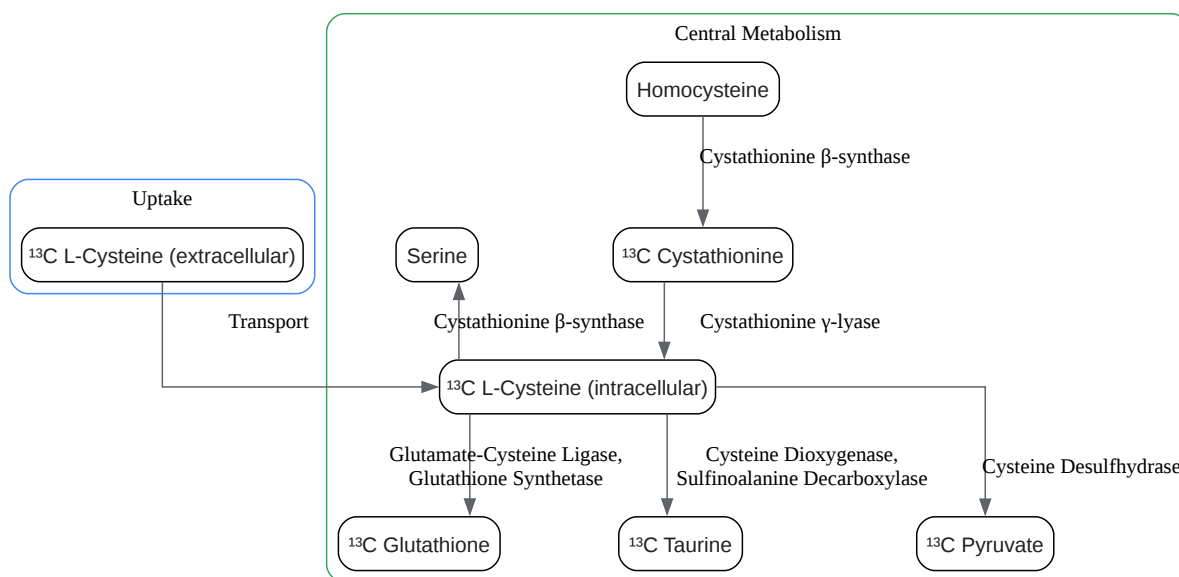 Central Metabolism
Homocysteine
Cystathionine β-synthase
Uptake
¹³C L-Cysteine (extracellular)
Serine
¹³C Cystathionine
Transport
Cystathionine β-synthase
Cystathionine γ-lyase
¹³C L-Cysteine (intracellular)
Glutamate-Cysteine Ligase,
Glutathione Synthetase
Cysteine Dioxygenase,
Sulfinoalanine Decarboxylase
Cysteine Desulfhydrase
¹³C Glutathione
¹³C Taurine
¹³C Pyruvate